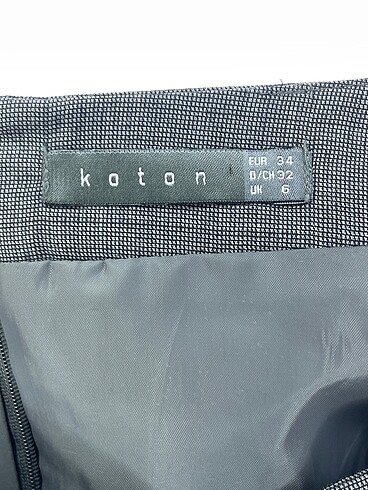 koton
EUR 34
D/CH 32
UK 6